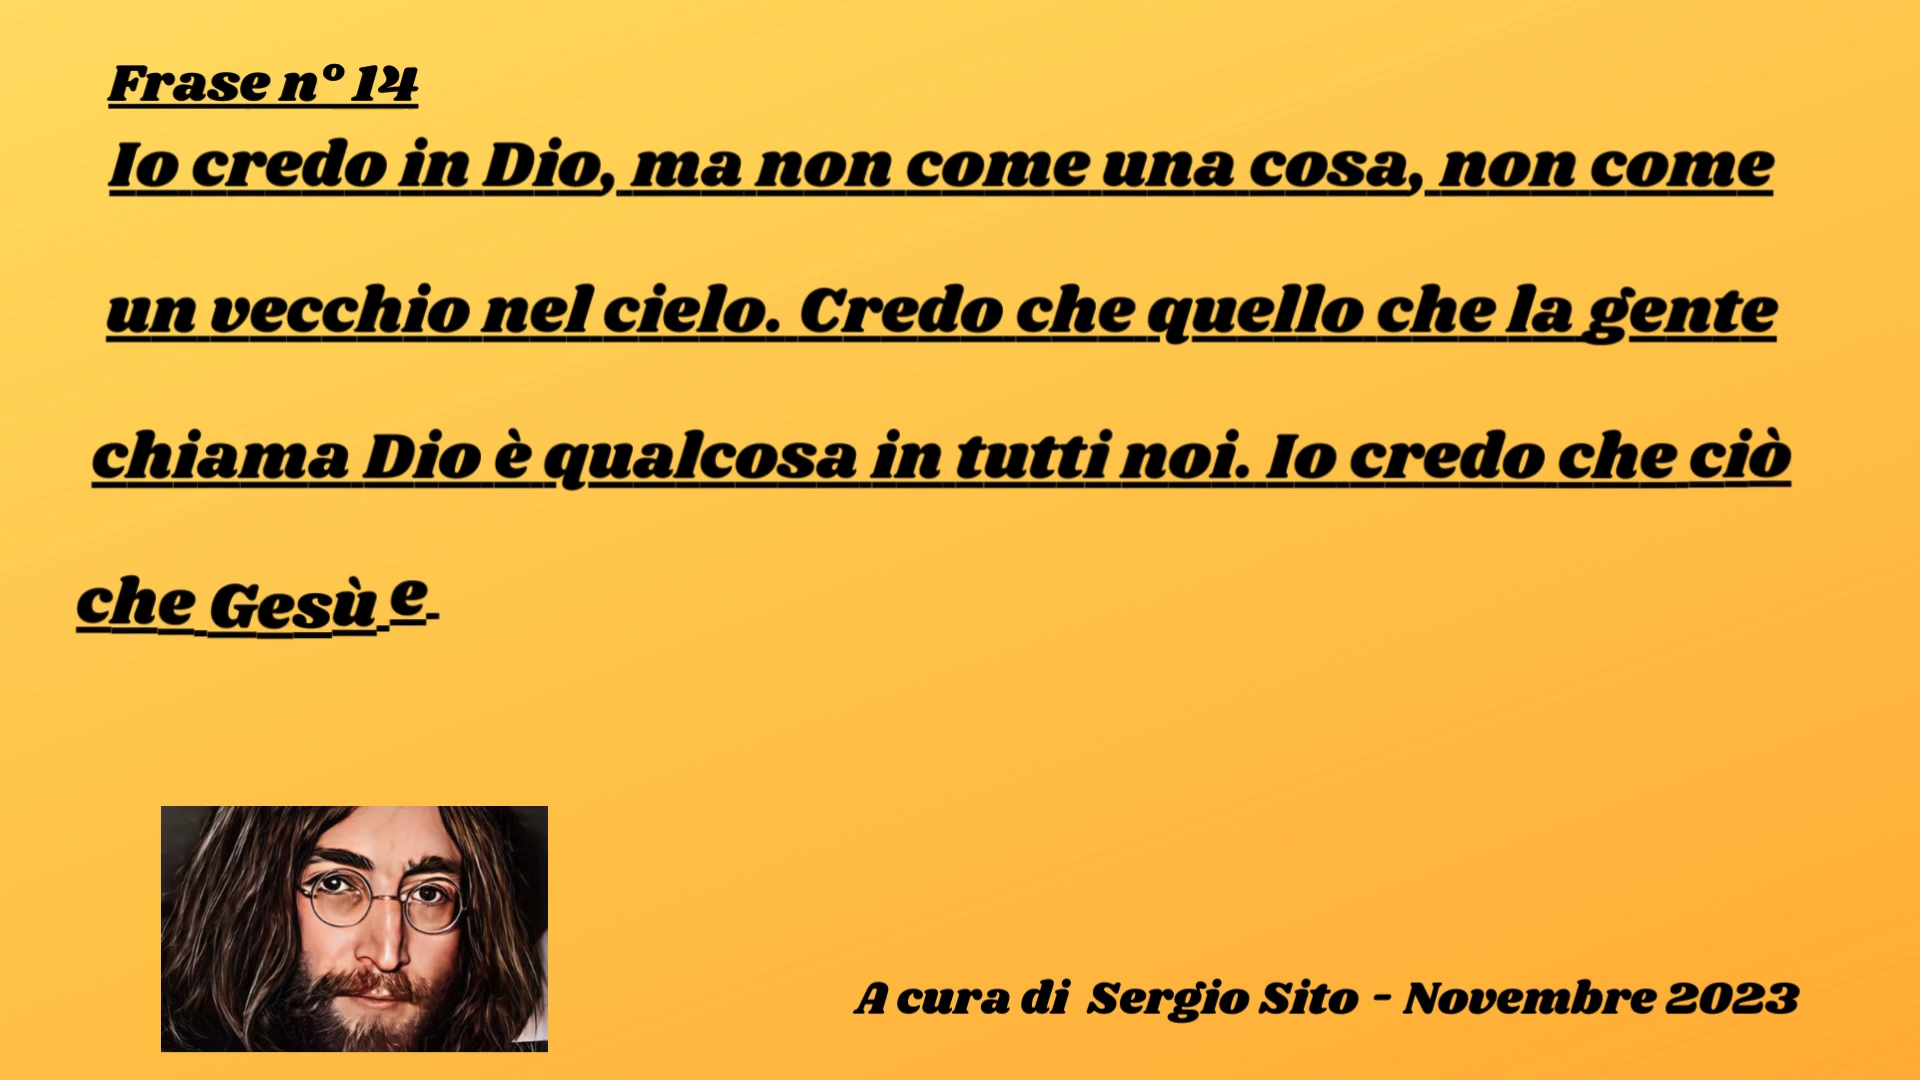 Frase n° 14
Io credo in Dio, ma non come una cosa, non come
un vecchio nel cielo. Credo che quello che la gente
chiama Dio è qualcosa in tutti noi. Io credo che ciò
che Gesù e
A cura di Sergio Sito - Novembre 2023